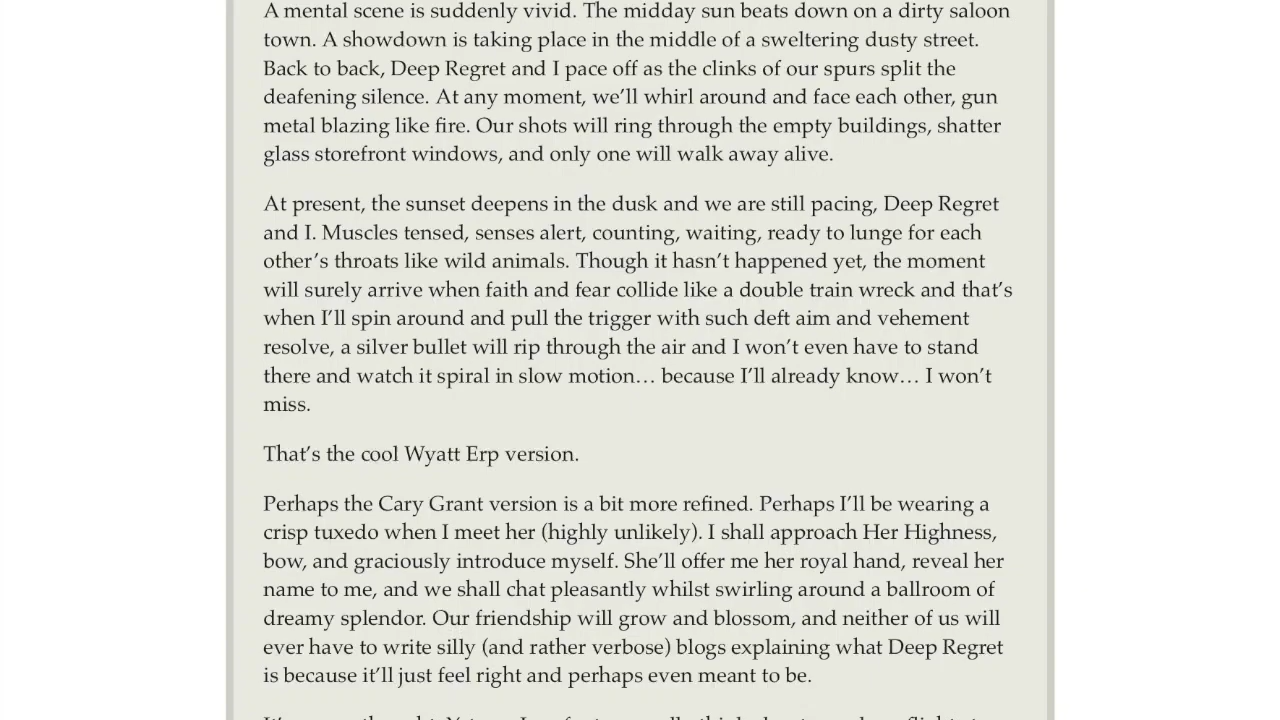 A mental scene is suddenly vivid. The midday sun beats down on a dirty saloon
town. A showdown is taking place in the middle of a sweltering dusty street.
Back to back, Deep Regret and I pace off as the clinks of our spurs split the
deafening silence. At any moment, we’ll whirl around and face each other, gun
metal blazing like fire. Our shots will ring through the empty buildings, shatter
glass storefront windows, and only one will walk away alive.
At present, the sunset deepens in the dusk and we are still pacing, Deep Regret
and I. Muscles tensed, senses alert, counting, waiting, ready to lunge for each
other’s throats like wild animals. Though it hasn’t happened yet, the moment
will surely arrive when faith and fear collide like a double train wreck and that’s
when I’ll spin around and pull the trigger with such deft aim and vehement
resolve, a silver bullet will rip through the air and I won’t even have to stand
there and watch it spiral in slow motion… because I’ll already know… I won’t
miss.
That’s the cool Wyatt Erp version.
Perhaps the Cary Grant version is a bit more refined. Perhaps I’ll be wearing a
crisp tuxedo when I meet her (highly unlikely). I shall approach Her Highness,
bow, and graciously introduce myself. She’ll offer me her royal hand, reveal her
name to me, and we shall chat pleasantly whilst swirling around a ballroom of
dreamy splendor. Our friendship will grow and blossom, and neither of us will
ever have to write silly (and rather verbose) blogs explaining what Deep Regret
is because it’ll just feel right and perhaps even meant to be.